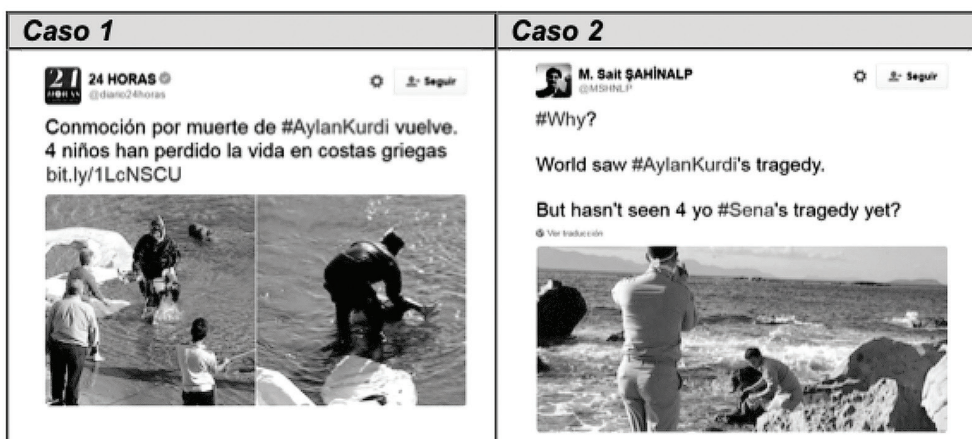 Caso 1
Caso 2
24 HORAS
@diario24horas
Seguir
Conmoción por muerte de #AylanKurdi vuelve.
4 niños han perdido la vida en costas griegas
bit.ly/1LcNSCU
M. Sait ŞAHİNALP
@MSHNLP
Seguir
#Why?
World saw #AylanKurdi's tragedy.
But hasn't seen 4 yo #Sena's tragedy yet?
Ver traducción